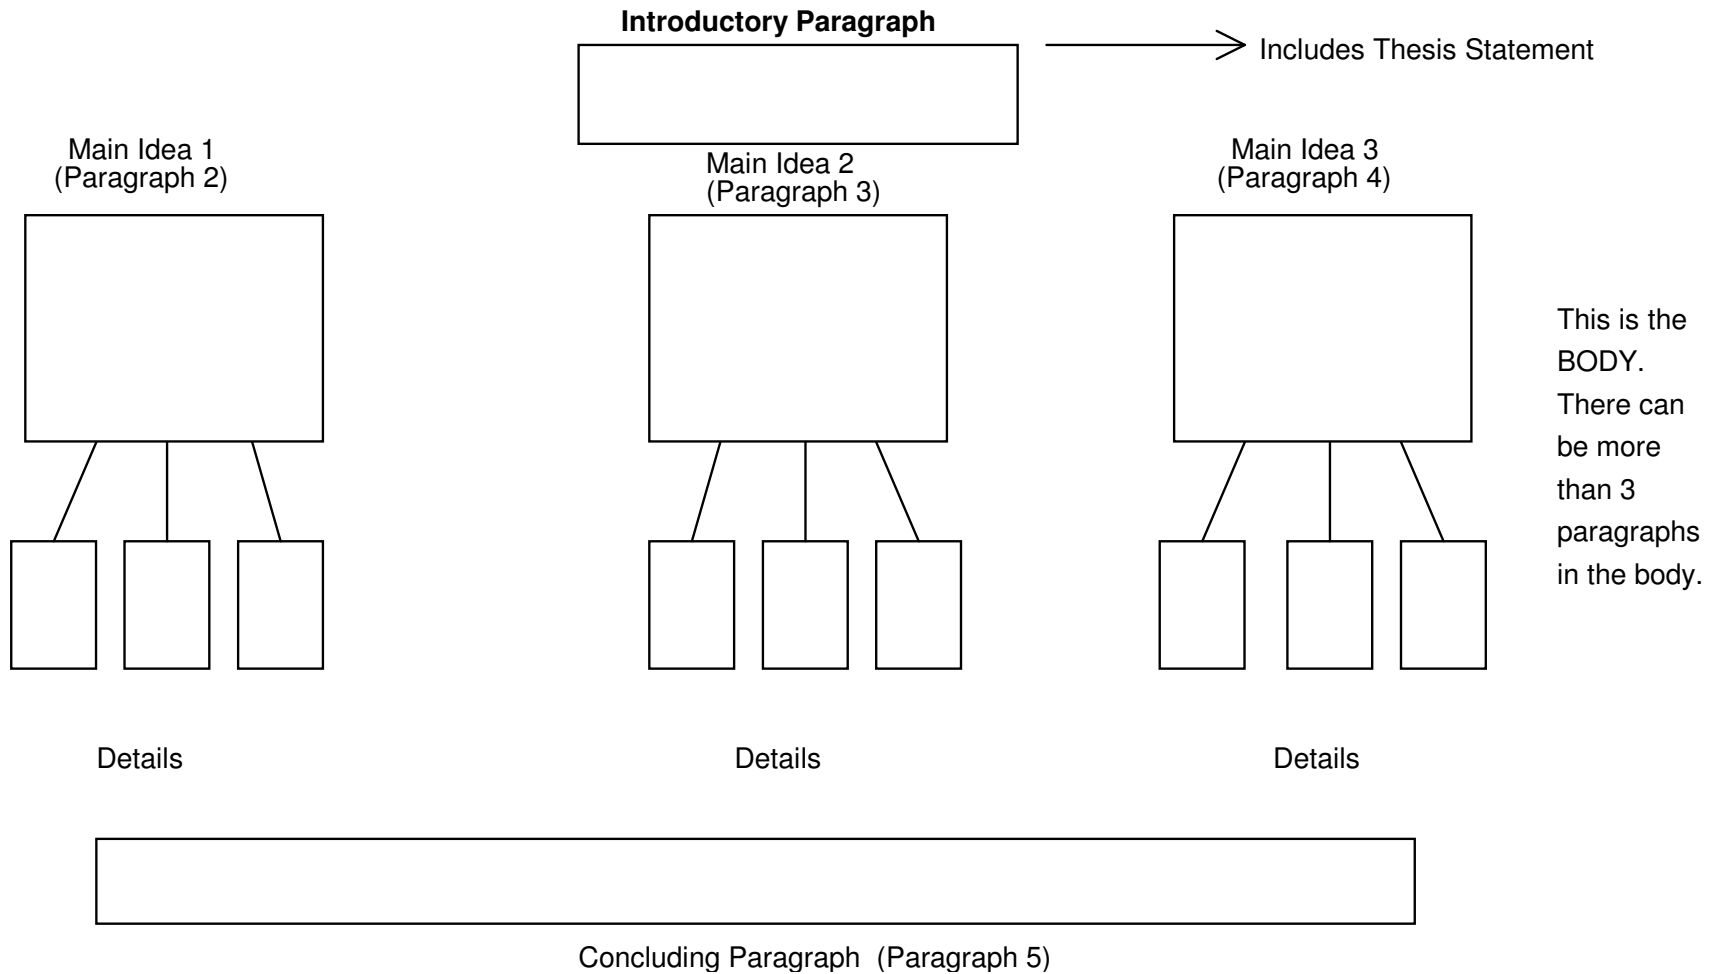 Introductory Paragraph
Includes Thesis Statement
Main Idea 1
(Paragraph 2)
Main Idea 2
(Paragraph 3)
Main Idea 3
(Paragraph 4)
This is the
BODY.
There can
be more
than 3
paragraphs
in the body.
Details
Details
Details
Concluding Paragraph  (Paragraph 5)